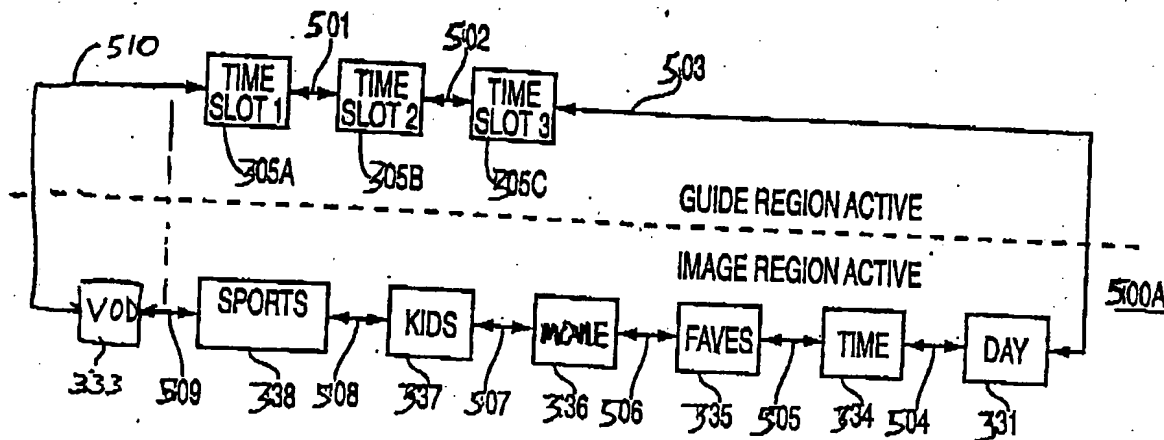 510
501
502
503
TIME SLOT 1
TIME SLOT 2
TIME SLOT 3
305A
305B
305C
GUIDE REGION ACTIVE
IMAGE REGION ACTIVE
500A
VOD
SPORTS
KIDS
MOVIE
FAVES
TIME
DAY
333
509
338
508
337
507
336
506
335
505
334
504
331